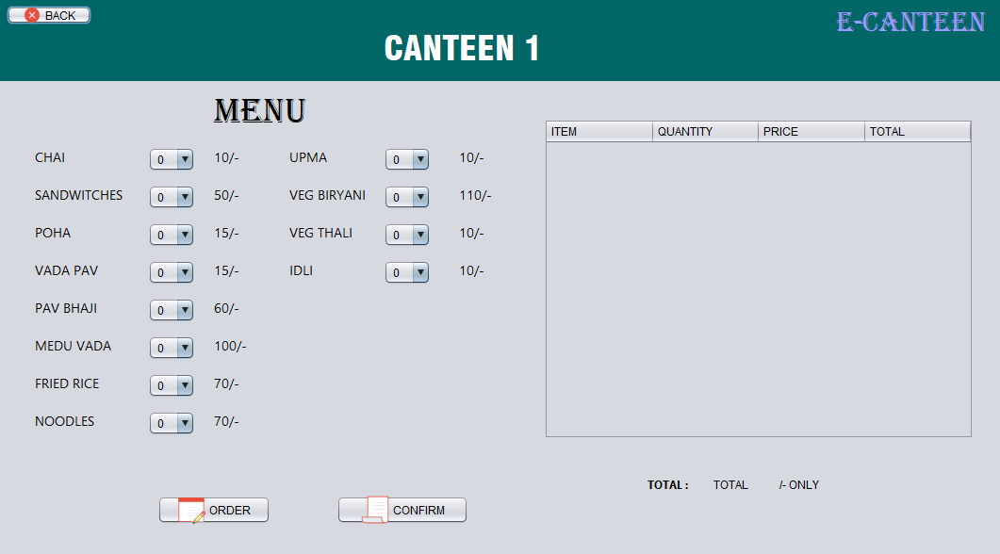 BACK
E-CANTEEN
CANTEEN 1
MENU
CHAI 0 10/- UPMA 0 10/-
SANDWITCHES 0 50/- VEG BIRYANI 0 110/-
POHA 0 15/- VEG THALI 0 10/-
VADA PAV 0 15/- IDLI 0 10/-
PAV BHAJI 0 60/-
MEDU VADA 0 100/-
FRIED RICE 0 70/-
NOODLES 0 70/-
ITEM QUANTITY PRICE TOTAL
TOTAL: TOTAL /- ONLY
ORDER CONFIRM